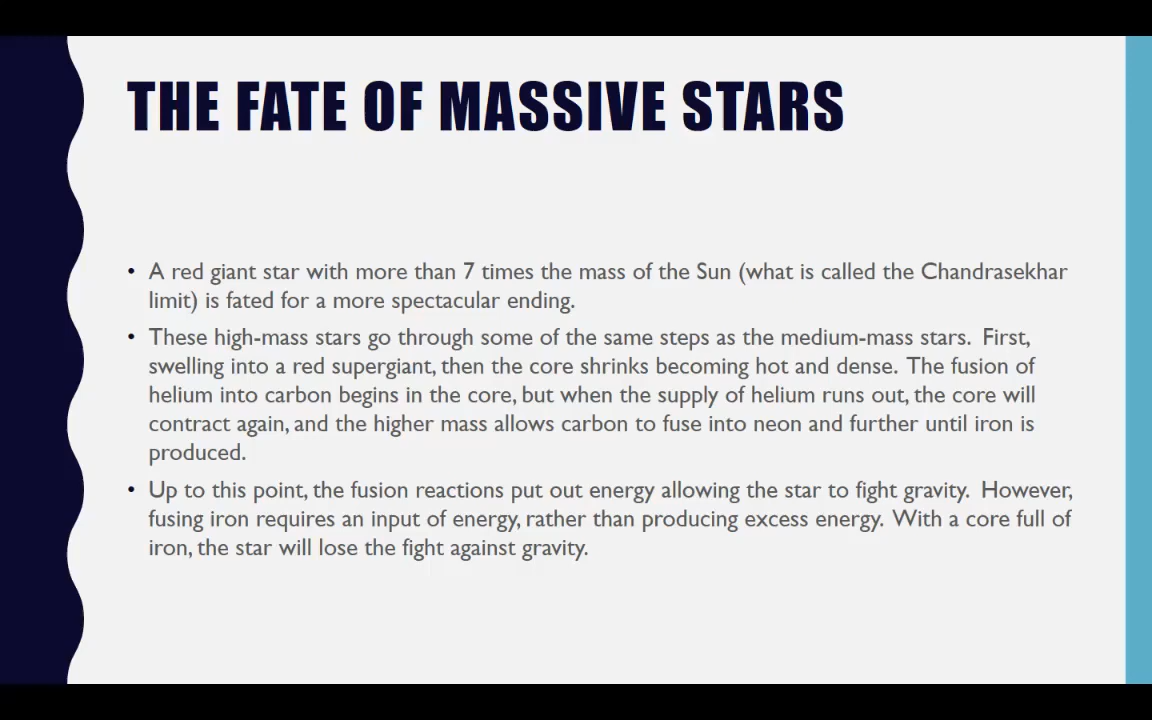 THE FATE OF MASSIVE STARS
• A red giant star with more than 7 times the mass of the Sun (what is called the Chandrasekhar
limit) is fated for a more spectacular ending.
• These high-mass stars go through some of the same steps as the medium-mass stars.  First,
swelling into a red supergiant, then the core shrinks becoming hot and dense.  The fusion of
helium into carbon begins in the core, but when the supply of helium runs out, the core will
contract again, and the higher mass allows carbon to fuse into neon and further until iron is
produced.
• Up to this point, the fusion reactions put out energy allowing the star to fight gravity.  However,
fusing iron requires an input of energy, rather than producing excess energy.  With a core full of
iron, the star will lose the fight against gravity.